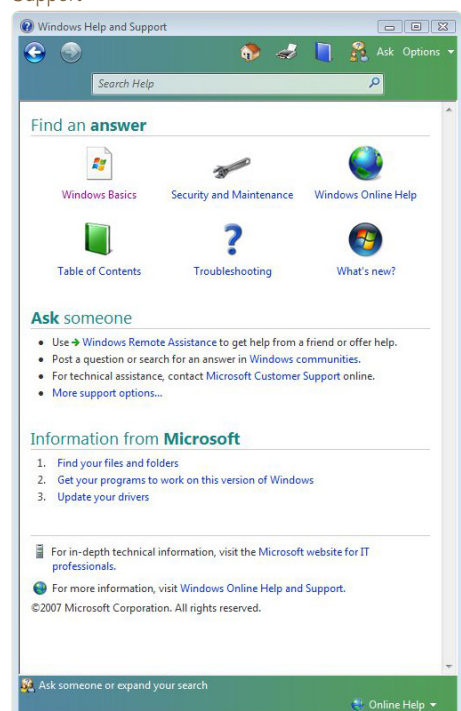 Support
Windows Help and Support
Ask Options
Search Help
Find an answer
Windows Basics
Security and Maintenance
Windows Online Help
Table of Contents
Troubleshooting
What's new?
Ask someone
Use Windows Remote Assistance to get help from a friend or offer help.
Post a question or search for an answer in Windows communities.
For technical assistance, contact Microsoft Customer Support online.
More support options...
Information from Microsoft
1. Find your files and folders
2. Get your programs to work on this version of Windows
3. Update your drivers
For in-depth technical information, visit the Microsoft website for IT
professionals.
For more information, visit Windows Online Help and Support.
©2007 Microsoft Corporation. All rights reserved.
Ask someone or expand your search
Online Help